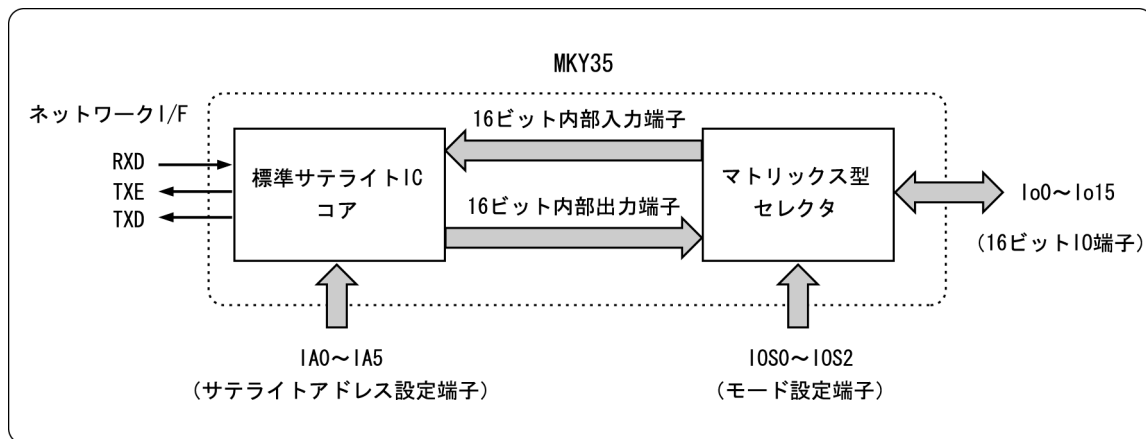 MKY35
ネットワークI/F
RXD
TXE
TXD
標準サテライトIC
コア
16ビット内部入力端子
16ビット内部出力端子
マトリックス型
セレクタ
Io0～Io15
(16ビットIO端子)
IA0～IA5
(サテライトアドレス設定端子)
IOS0～IOS2
(モード設定端子)